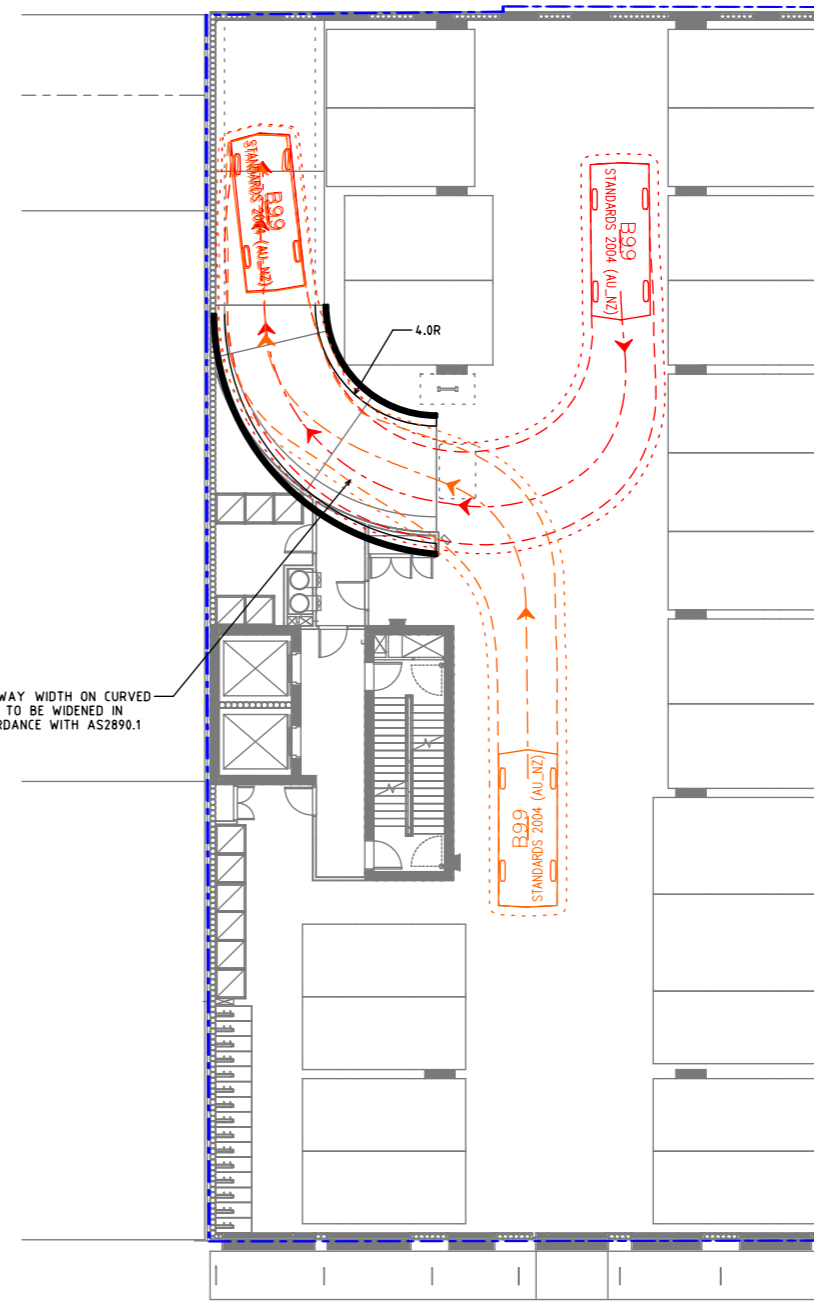 B99
STANDARDS 2004 (AU_NZ)
B99
STANDARDS 2004 (AU_NZ)
4.0R
WAY WIDTH ON CURVED
TO BE WIDENED IN
RDANCE WITH AS2890.1
B99
STANDARDS 2004 (AU_NZ)